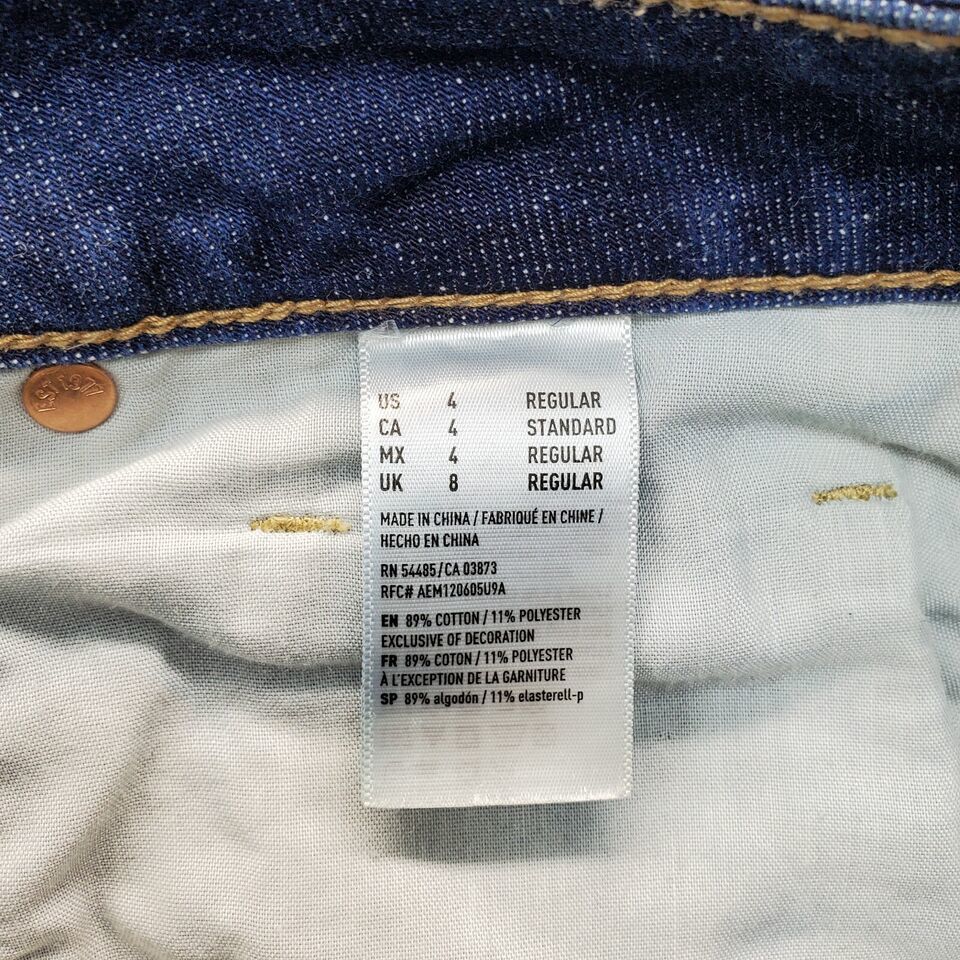 EST 1977
US 4 REGULAR
CA 4 STANDARD
MX 4 REGULAR
UK 8 REGULAR
MADE IN CHINA / FABRIQUÉ EN CHINE /
HECHO EN CHINA
RN 54485/CA 03873
RFC# AEM120605U9A
EN 89% COTTON / 11% POLYESTER
EXCLUSIVE OF DECORATION
FR 89% COTON / 11% POLYESTER
À L'EXCEPTION DE LA GARNITURE
SP 89% algodón / 11% elasterell-p